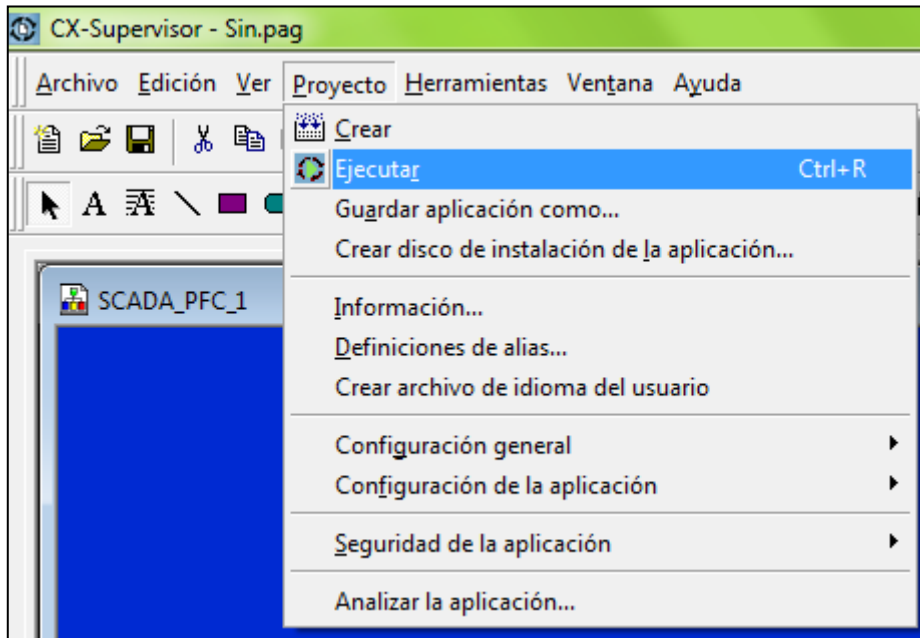 CX-Supervisor - Sin.pag
Archivo Edición Ver Proyecto Herramientas Ventana Ayuda
Crear
Ejecutar Ctrl+R
A A
Guardar aplicación como...
Crear disco de instalación de la aplicación...
SCADA_PFC_1
Información...
Definiciones de alias...
Crear archivo de idioma del usuario
Configuración general
Configuración de la aplicación
Seguridad de la aplicación
Analizar la aplicación...